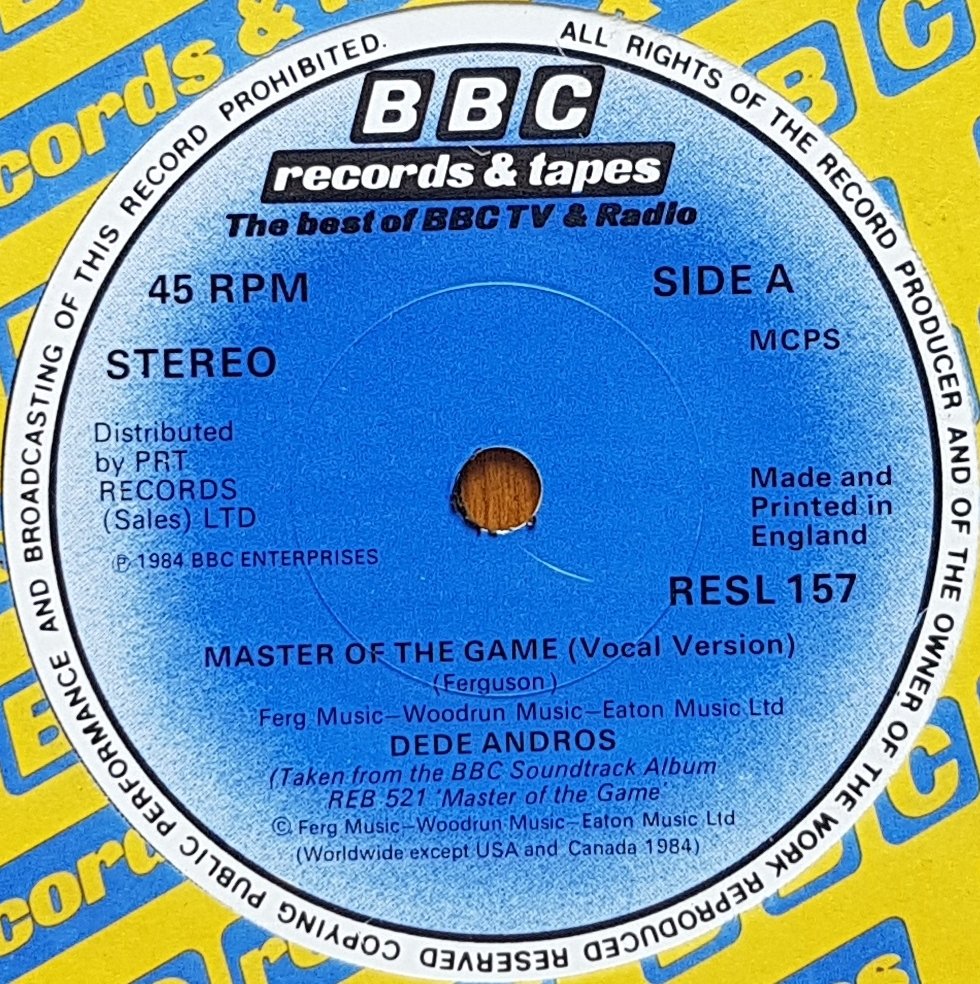 BBC
records & tapes
The best of BBC TV & Radio
45 RPM
SIDE A
MCPS
STEREO
Distributed
by PRT
RECORDS
(Sales) LTD
℗ 1984 BBC ENTERPRISES
Made and
Printed in
England
RESL 157
MASTER OF THE GAME (Vocal Version)
(Ferguson)
Ferg Music–Woodrun Music–Eaton Music Ltd
DEDE ANDROS
(Taken from the BBC Soundtrack Album
REB 521 'Master of the Game'
© Ferg Music–Woodrun Music–Eaton Music Ltd
(Worldwide except USA and Canada 1984)
ALL RIGHTS OF THE RECORD PRODUCER AND OF THE OWNER OF THE WORK REPRODUCED RESERVED COPYING PUBLIC PERFORMANCE AND BROADCASTING OF THIS RECORD PROHIBITED.